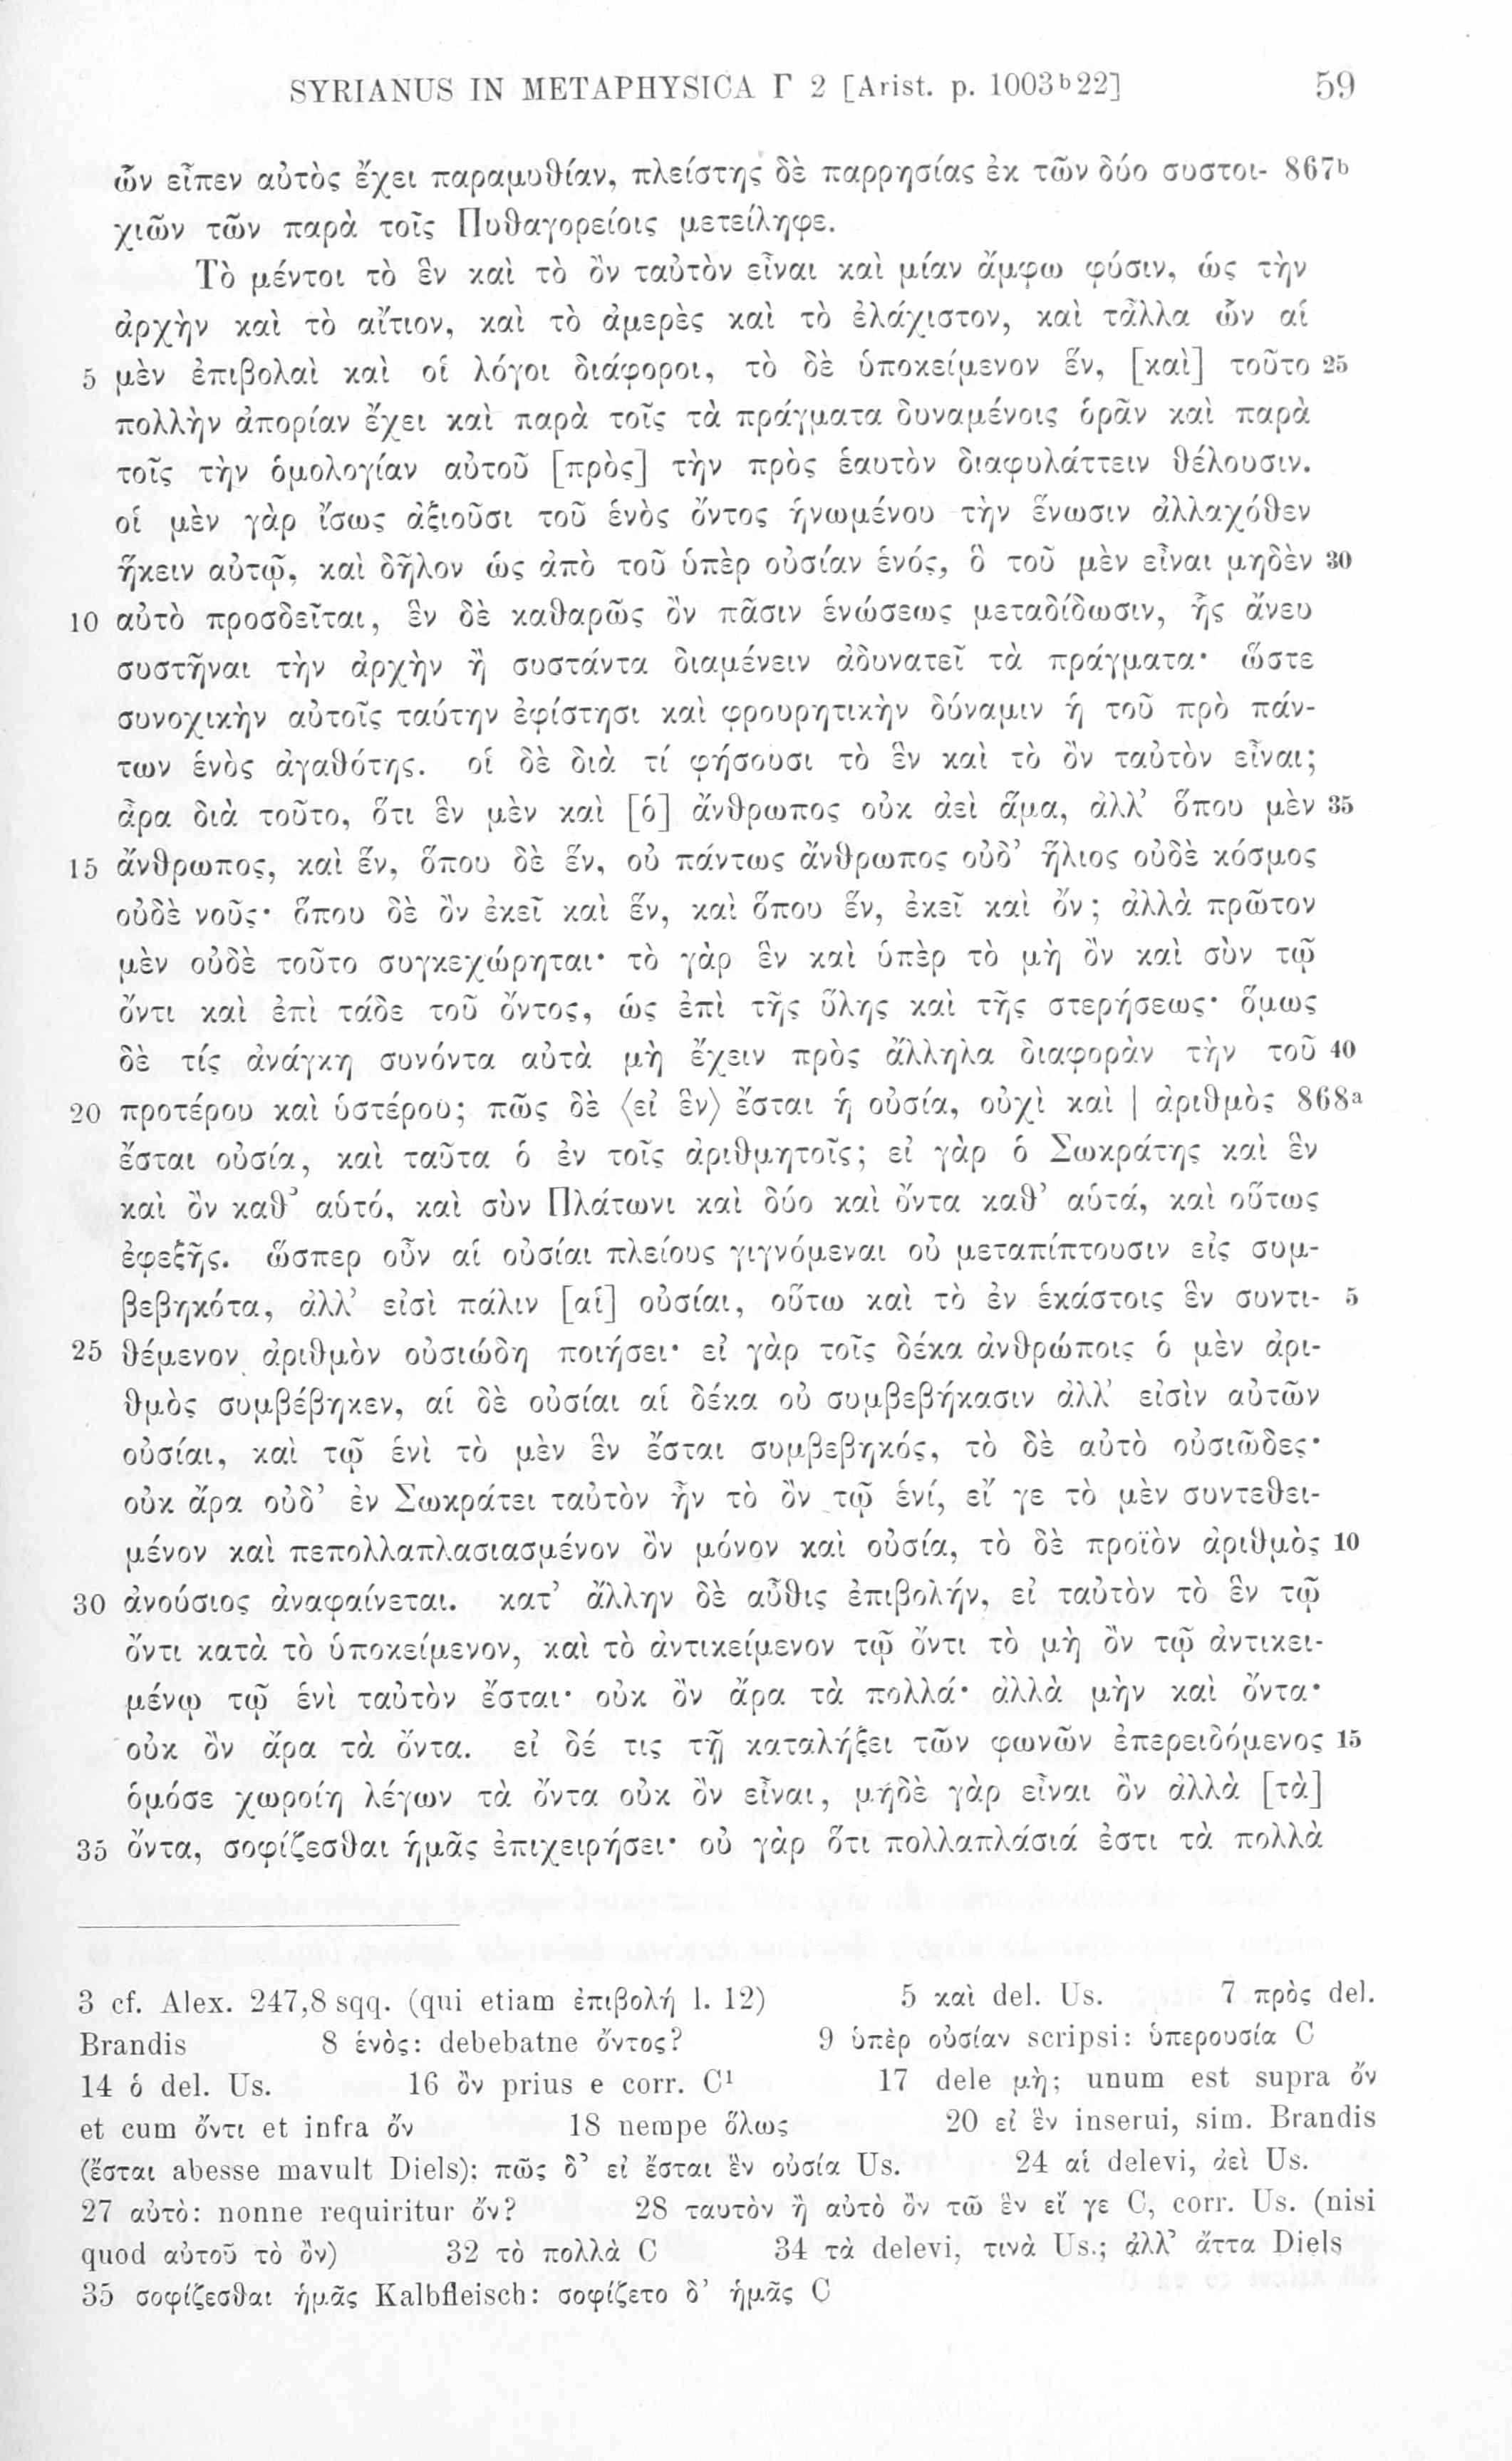 SYRIANUS IN METAPHYSICA Γ 2 [Arist. p. 1003ᵇ22] 59
ὧν εἶπεν αὐτὸς ἔχει παραμυθίαν, πλείστης δὲ παρρησίας ἐκ τῶν δύο συστοι- 867ᵇ
χιῶν τῶν παρὰ τοῖς Πυθαγορείοις μετείληφε.
Τὸ μέντοι τὸ ἓν καὶ τὸ ὂν ταὐτὸν εἶναι καὶ μίαν ἄμφω φύσιν, ὡς τὴν
ἀρχὴν καὶ τὸ αἴτιον, καὶ τὸ ἀμερὲς καὶ τὸ ἐλάχιστον, καὶ τἆλλα ὧν αἱ
5 μὲν ἐπιβολαὶ καὶ οἱ λόγοι διάφοροι, τὸ δὲ ὑποκείμενον ἕν, [καὶ] τοῦτο 25
πολλὴν ἀπορίαν ἔχει καὶ παρὰ τοῖς τὰ πράγματα δυναμένοις ὁρᾶν καὶ παρὰ
τοῖς τὴν ὁμολογίαν αὐτοῦ [πρὸς] τὴν πρὸς ἑαυτὸν διαφυλάττειν θέλουσιν.
οἱ μὲν γὰρ ἴσως ἀξιοῦσι τοῦ ἑνὸς ὄντος ἡνωμένου τὴν ἕνωσιν ἀλλαχόθεν
ἥκειν αὐτῷ, καὶ δῆλον ὡς ἀπὸ τοῦ ὑπὲρ οὐσίαν ἑνός, ὃ τοῦ μὲν εἶναι μηδὲν 30
10 αὐτὸ προσδεῖται, ἓν δὲ καθαρῶς ὂν πᾶσιν ἑνώσεως μεταδίδωσιν, ἧς ἄνευ
συστῆναι τὴν ἀρχὴν ἢ συστάντα διαμένειν ἀδυνατεῖ τὰ πράγματα· ὥστε
συνοχικὴν αὐτοῖς ταύτην ἐφίστησι καὶ φρουρητικὴν δύναμιν ἡ τοῦ πρὸ πάν-
των ἑνὸς ἀγαθότης. οἱ δὲ διὰ τί φήσουσι τὸ ἓν καὶ τὸ ὂν ταὐτὸν εἶναι;
ἆρα διὰ τοῦτο, ὅτι ἓν μὲν καὶ [ὁ] ἄνθρωπος οὐκ ἀεὶ ἅμα, ἀλλ’ ὅπου μὲν 35
15 ἄνθρωπος, καὶ ἕν, ὅπου δὲ ἕν, οὐ πάντως ἄνθρωπος οὐδ’ ἥλιος οὐδὲ κόσμος
οὐδὲ νοῦς· ὅπου δὲ ὂν ἐκεῖ καὶ ἕν, καὶ ὅπου ἕν, ἐκεῖ καὶ ὄν; ἀλλὰ πρῶτον
μὲν οὐδὲ τοῦτο συγκεχώρηται· τὸ γὰρ ἓν καὶ ὑπὲρ τὸ μὴ ὂν καὶ σὺν τῷ
ὄντι καὶ ἐπὶ τάδε τοῦ ὄντος, ὡς ἐπὶ τῆς ὕλης καὶ τῆς στερήσεως· ὅμως
δὲ τίς ἀνάγκη συνόντα αὐτὰ μὴ ἔχειν πρὸς ἄλληλα διαφορὰν τὴν τοῦ 40
20 προτέρου καὶ ὑστέρου; πῶς δὲ ⟨εἰ ἓν⟩ ἔσται ἡ οὐσία, οὐχὶ καὶ | ἀριθμὸς 868ᵃ
ἔσται οὐσία, καὶ ταῦτα ὁ ἐν τοῖς ἀριθμητοῖς; εἰ γὰρ ὁ Σωκράτης καὶ ἓν
καὶ ὂν καθ’ αὑτό, καὶ σὺν Πλάτωνι καὶ δύο καὶ ὄντα καθ’ αὑτά, καὶ οὕτως
ἐφεξῆς. ὥσπερ οὖν αἱ οὐσίαι πλείους γιγνόμεναι οὐ μεταπίπτουσιν εἰς συμ-
βεβηκότα, ἀλλ’ εἰσὶ πάλιν [αἱ] οὐσίαι, οὕτω καὶ τὸ ἐν ἑκάστοις ἓν συντι- 5
25 θέμενον ἀριθμὸν οὐσιώδη ποιήσει· εἰ γὰρ τοῖς δέκα ἀνθρώποις ὁ μὲν ἀρι-
θμὸς συμβέβηκεν, αἱ δὲ οὐσίαι αἱ δέκα οὐ συμβεβήκασιν ἀλλ’ εἰσὶν αὐτῶν
οὐσίαι, καὶ τῷ ἑνὶ τὸ μὲν ἓν ἔσται συμβεβηκός, τὸ δὲ αὐτὸ οὐσιῶδες·
οὐκ ἄρα οὐδ’ ἐν Σωκράτει ταὐτὸν ἦν τὸ ὂν τῷ ἑνί, εἴ γε τὸ μὲν συντεθει-
μένον καὶ πεπολλαπλασιασμένον ὂν μόνον καὶ οὐσία, τὸ δὲ προϊὸν ἀριθμὸς 10
30 ἀνούσιος ἀναφαίνεται. κατ’ ἄλλην δὲ αὖθις ἐπιβολήν, εἰ ταὐτὸν τὸ ἓν τῷ
ὄντι κατὰ τὸ ὑποκείμενον, καὶ τὸ ἀντικείμενον τῷ ὄντι τὸ μὴ ὂν τῷ ἀντικει-
μένῳ τῷ ἑνὶ ταὐτὸν ἔσται· οὐκ ὂν ἄρα τὰ πολλά· ἀλλὰ μὴν καὶ ὄντα·
οὐκ ὂν ἄρα τὰ ὄντα. εἰ δέ τις τῇ καταλήξει τῶν φωνῶν ἐπερειδόμενος 15
ὁμόσε χωροίη λέγων τὰ ὄντα οὐκ ὂν εἶναι, μηδὲ γὰρ εἶναι ὂν ἀλλὰ [τὰ]
35 ὄντα, σοφίζεσθαι ἡμᾶς ἐπιχειρήσει· οὐ γὰρ ὅτι πολλαπλάσιά ἐστι τὰ πολλὰ
3 cf. Alex. 247,8 sqq. (qui etiam ἐπιβολή l. 12) 5 καὶ del. Us. 7 πρὸς del.
Brandis 8 ἑνὸς: debebatne ὄντος? 9 ὑπὲρ οὐσίαν scripsi: ὑπερουσία C
14 ὁ del. Us. 16 ὂν prius e corr. C¹ 17 dele μὴ; unum est supra ὄν
et cum ὄντι et infra ὄν 18 nempe ὅλως 20 εἰ ἓν inserui, sim. Brandis
(ἔσται abesse mavult Diels): πῶς δ’ εἰ ἔσται ἓν οὐσία Us. 24 αἱ delevi, ἀεὶ Us.
27 αὐτὸ: nonne requiritur ὄν? 28 ταυτὸν ἢ αὐτὸ ὂν τῶ ἓν εἴ γε C, corr. Us. (nisi
quod αὐτοῦ τὸ ὂν) 32 τὸ πολλὰ C 34 τὰ delevi, τινὰ Us.; ἀλλ’ ἄττα Diels
35 σοφίζεσθαι ἡμᾶς Kalbfleisch: σοφίζετο δ’ ἡμᾶς C